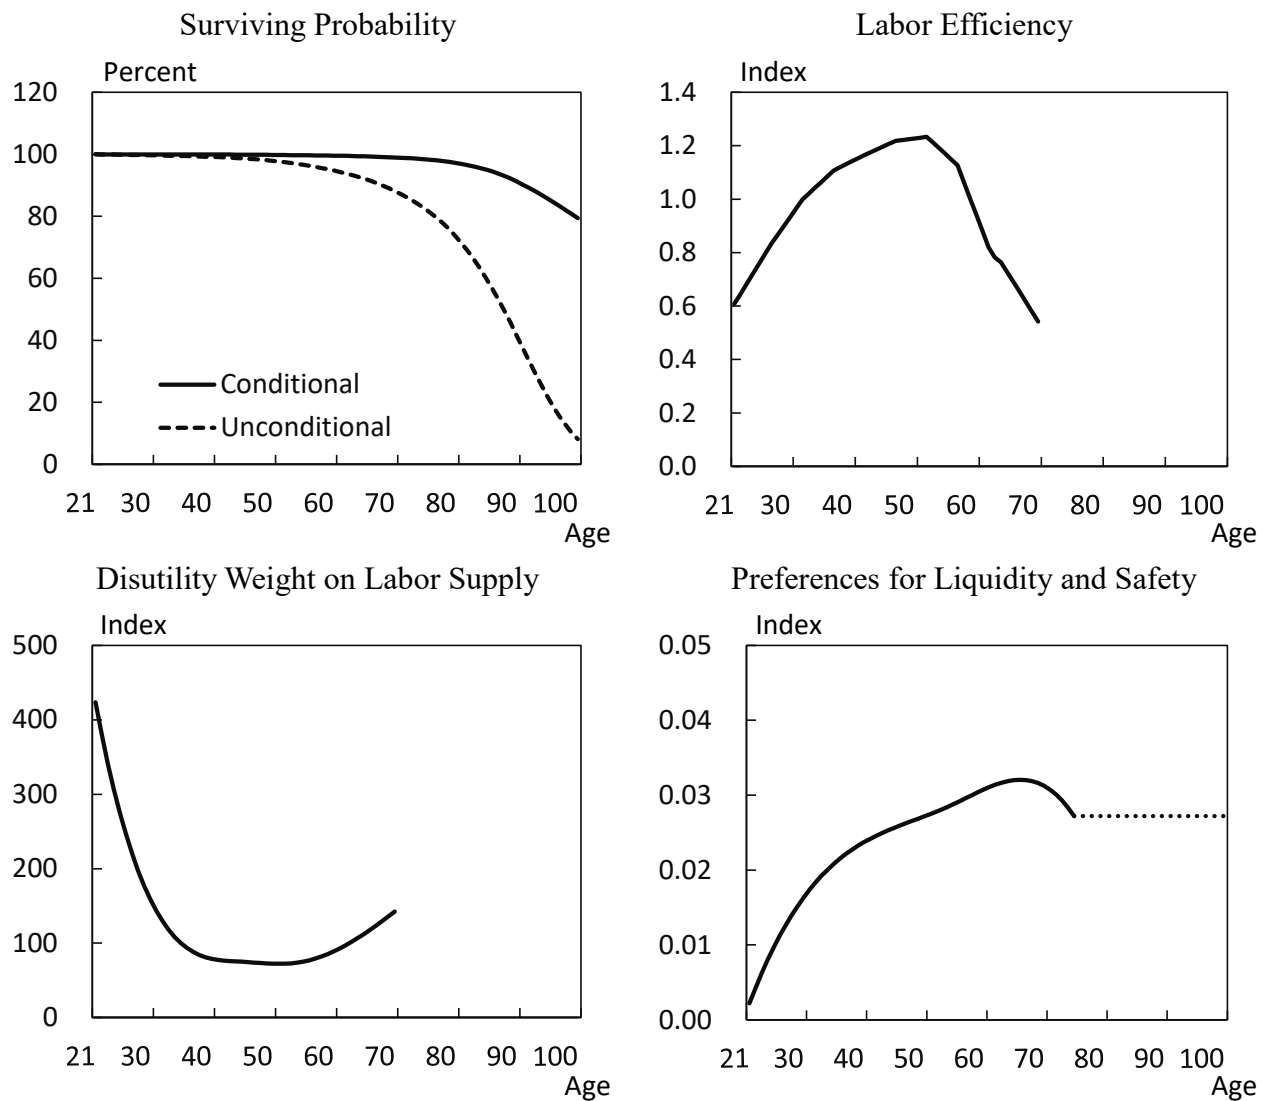 Surviving Probability
Percent
120
100
80
60
40
20
0
Conditional
Unconditional
21 30 40 50 60 70 80 90 100
Age
Labor Efficiency
Index
1.4
1.2
1.0
0.8
0.6
0.4
0.2
0.0
21 30 40 50 60 70 80 90 100
Age
Disutility Weight on Labor Supply
Index
500
400
300
200
100
0
21 30 40 50 60 70 80 90 100
Age
Preferences for Liquidity and Safety
Index
0.05
0.04
0.03
0.02
0.01
0.00
21 30 40 50 60 70 80 90 100
Age